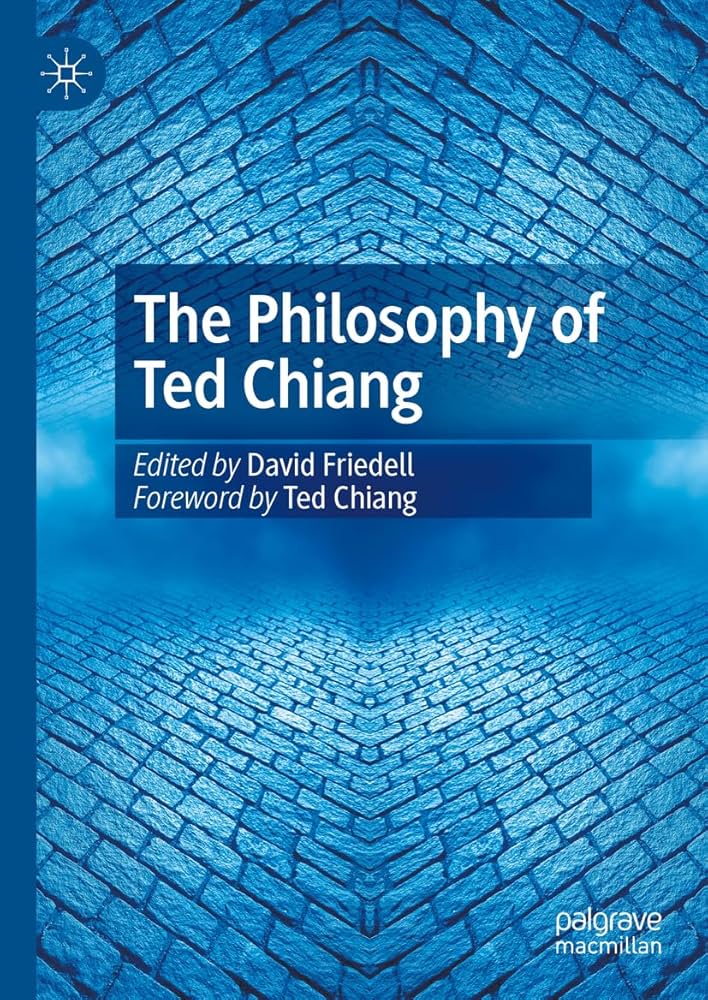 The Philosophy of
Ted Chiang
Edited by David Friedell
Foreword by Ted Chiang
palgrave
macmillan